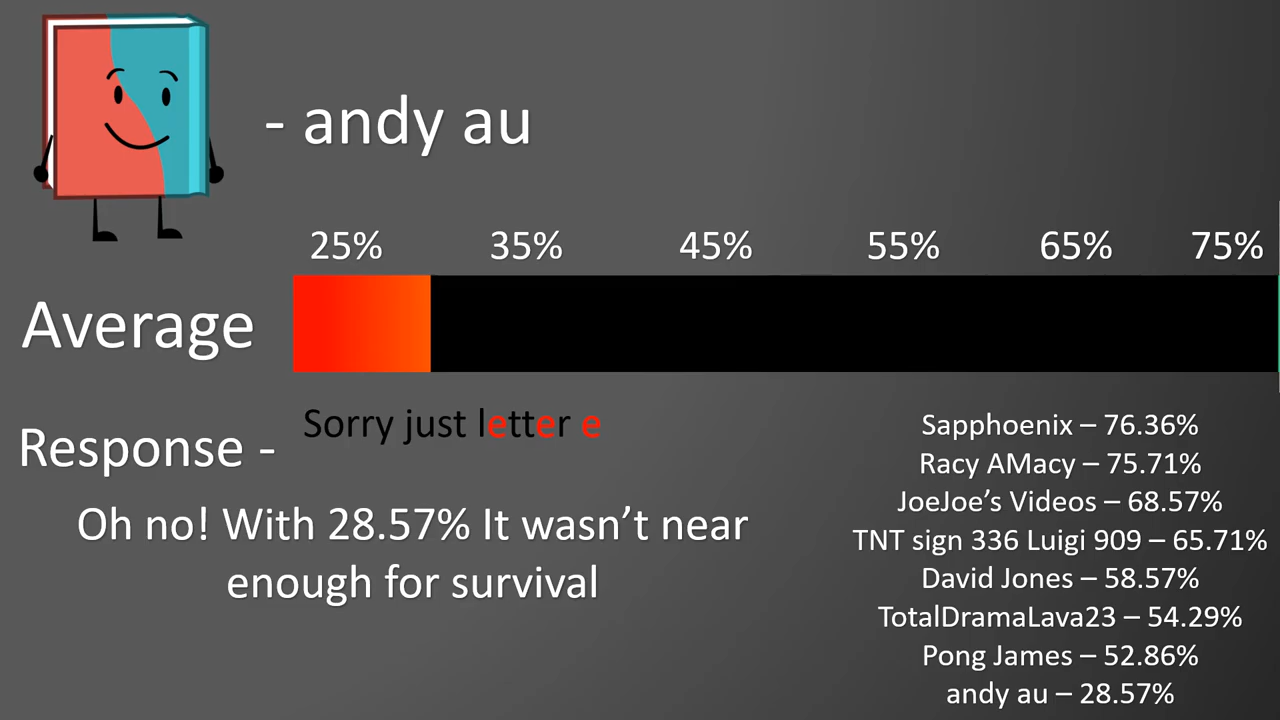 - andy au
25% 35% 45% 55% 65% 75%
Average
Response -
Sorry just letter e
Oh no! With 28.57% It wasn’t near
enough for survival
Sapphoenix – 76.36%
Racy AMacy – 75.71%
JoeJoe’s Videos – 68.57%
TNT sign 336 Luigi 909 – 65.71%
David Jones – 58.57%
TotalDramaLava23 – 54.29%
Pong James – 52.86%
andy au – 28.57%